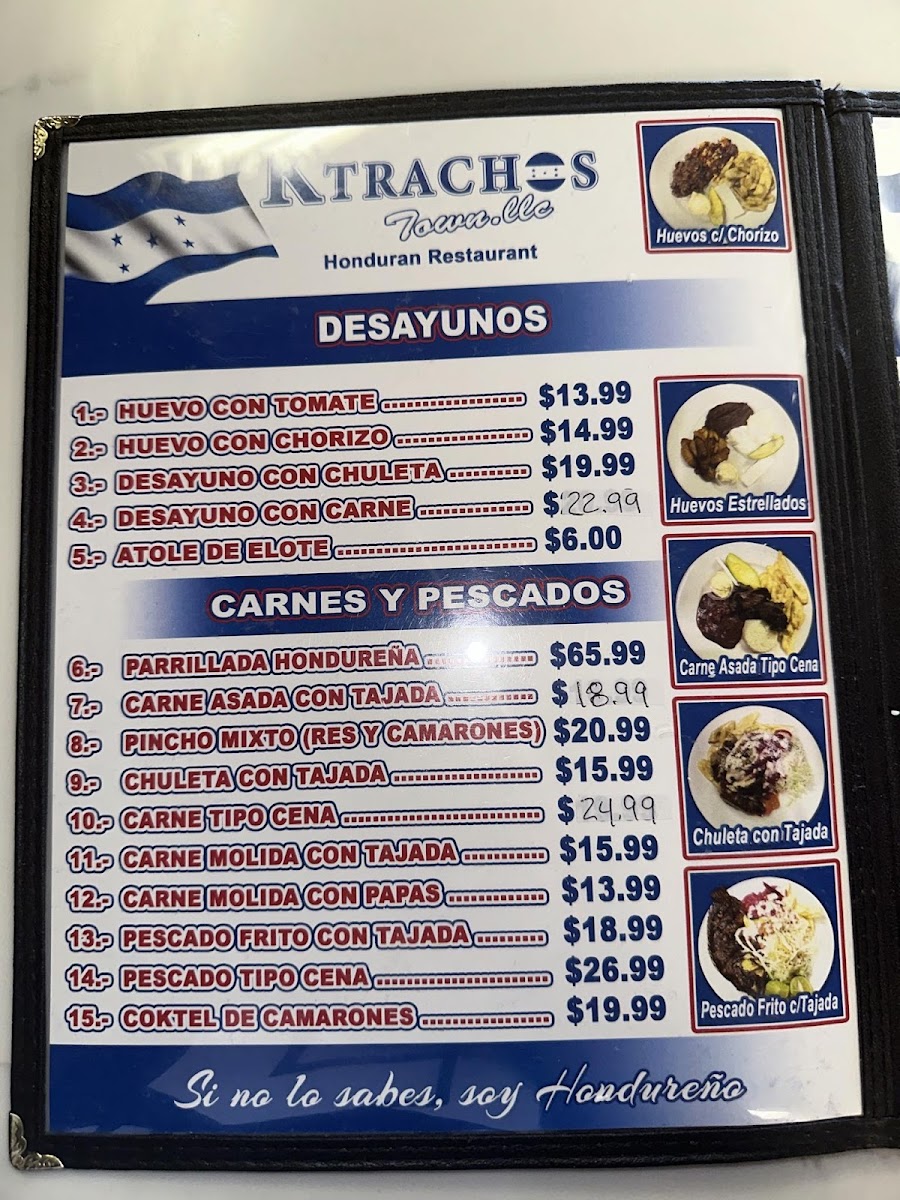 KTRACHOS
Town.llc
Honduran Restaurant
Huevos c/ Chorizo
DESAYUNOS
1.- HUEVO CON TOMATE $13.99
2.- HUEVO CON CHORIZO $14.99
3.- DESAYUNO CON CHULETA $19.99
4.- DESAYUNO CON CARNE $22.99
5.- ATOLE DE ELOTE $6.00
Huevos Estrellados
CARNES Y PESCADOS
6.- PARRILLADA HONDUREÑA $65.99
7.- CARNE ASADA CON TAJADA $18.99
8.- PINCHO MIXTO (RES Y CAMARONES) $20.99
9.- CHULETA CON TAJADA $15.99
10.- CARNE TIPO CENA $24.99
11.- CARNE MOLIDA CON TAJADA $15.99
12.- CARNE MOLIDA CON PAPAS $13.99
13.- PESCADO FRITO CON TAJADA $18.99
14.- PESCADO TIPO CENA $26.99
15.- COKTEL DE CAMARONES $19.99
Carne Asada Tipo Cena
Chuleta con Tajada
Pescado Frito c/Tajada
Si no lo sabes, soy Hondureño